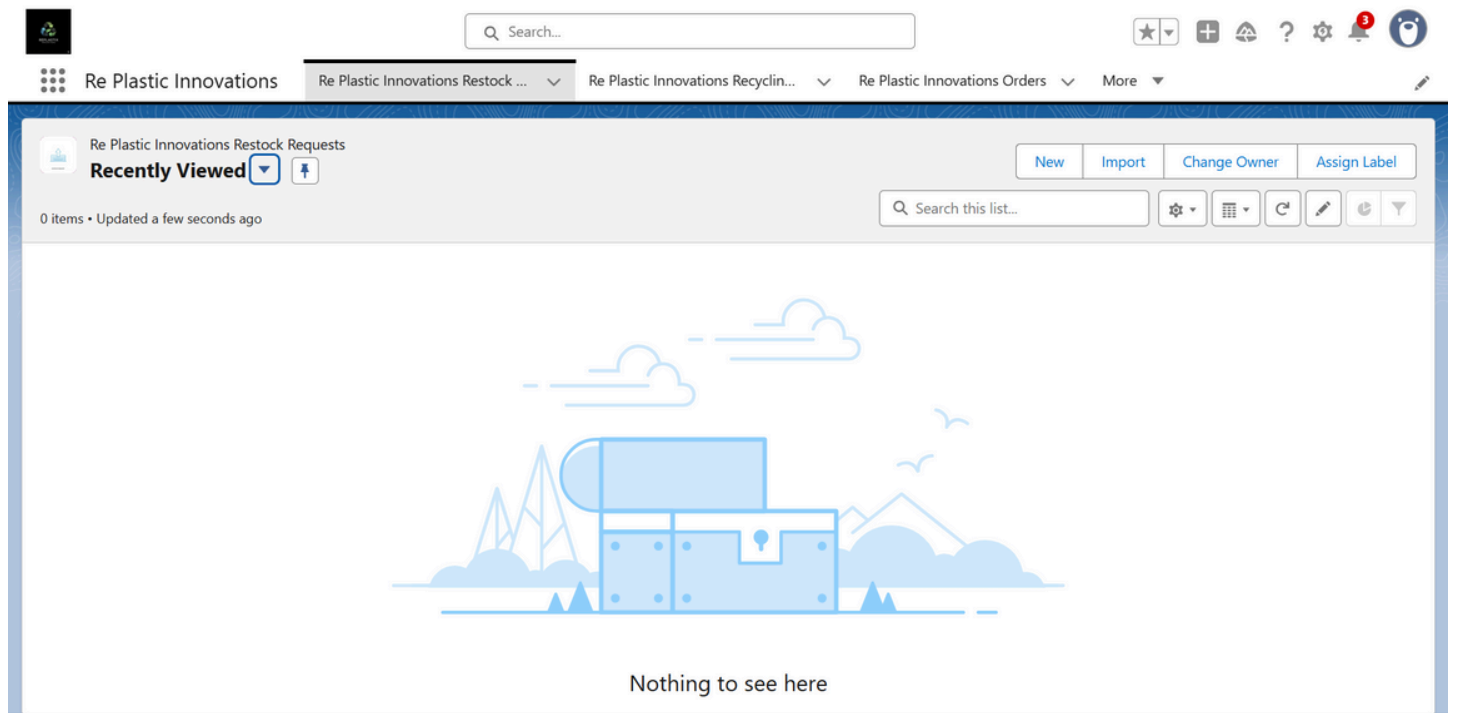 Search...
3
Re Plastic Innovations
Re Plastic Innovations Restock ...
Re Plastic Innovations Recyclin...
Re Plastic Innovations Orders
More
Re Plastic Innovations Restock Requests
Recently Viewed
New
Import
Change Owner
Assign Label
0 items • Updated a few seconds ago
Search this list...
Nothing to see here